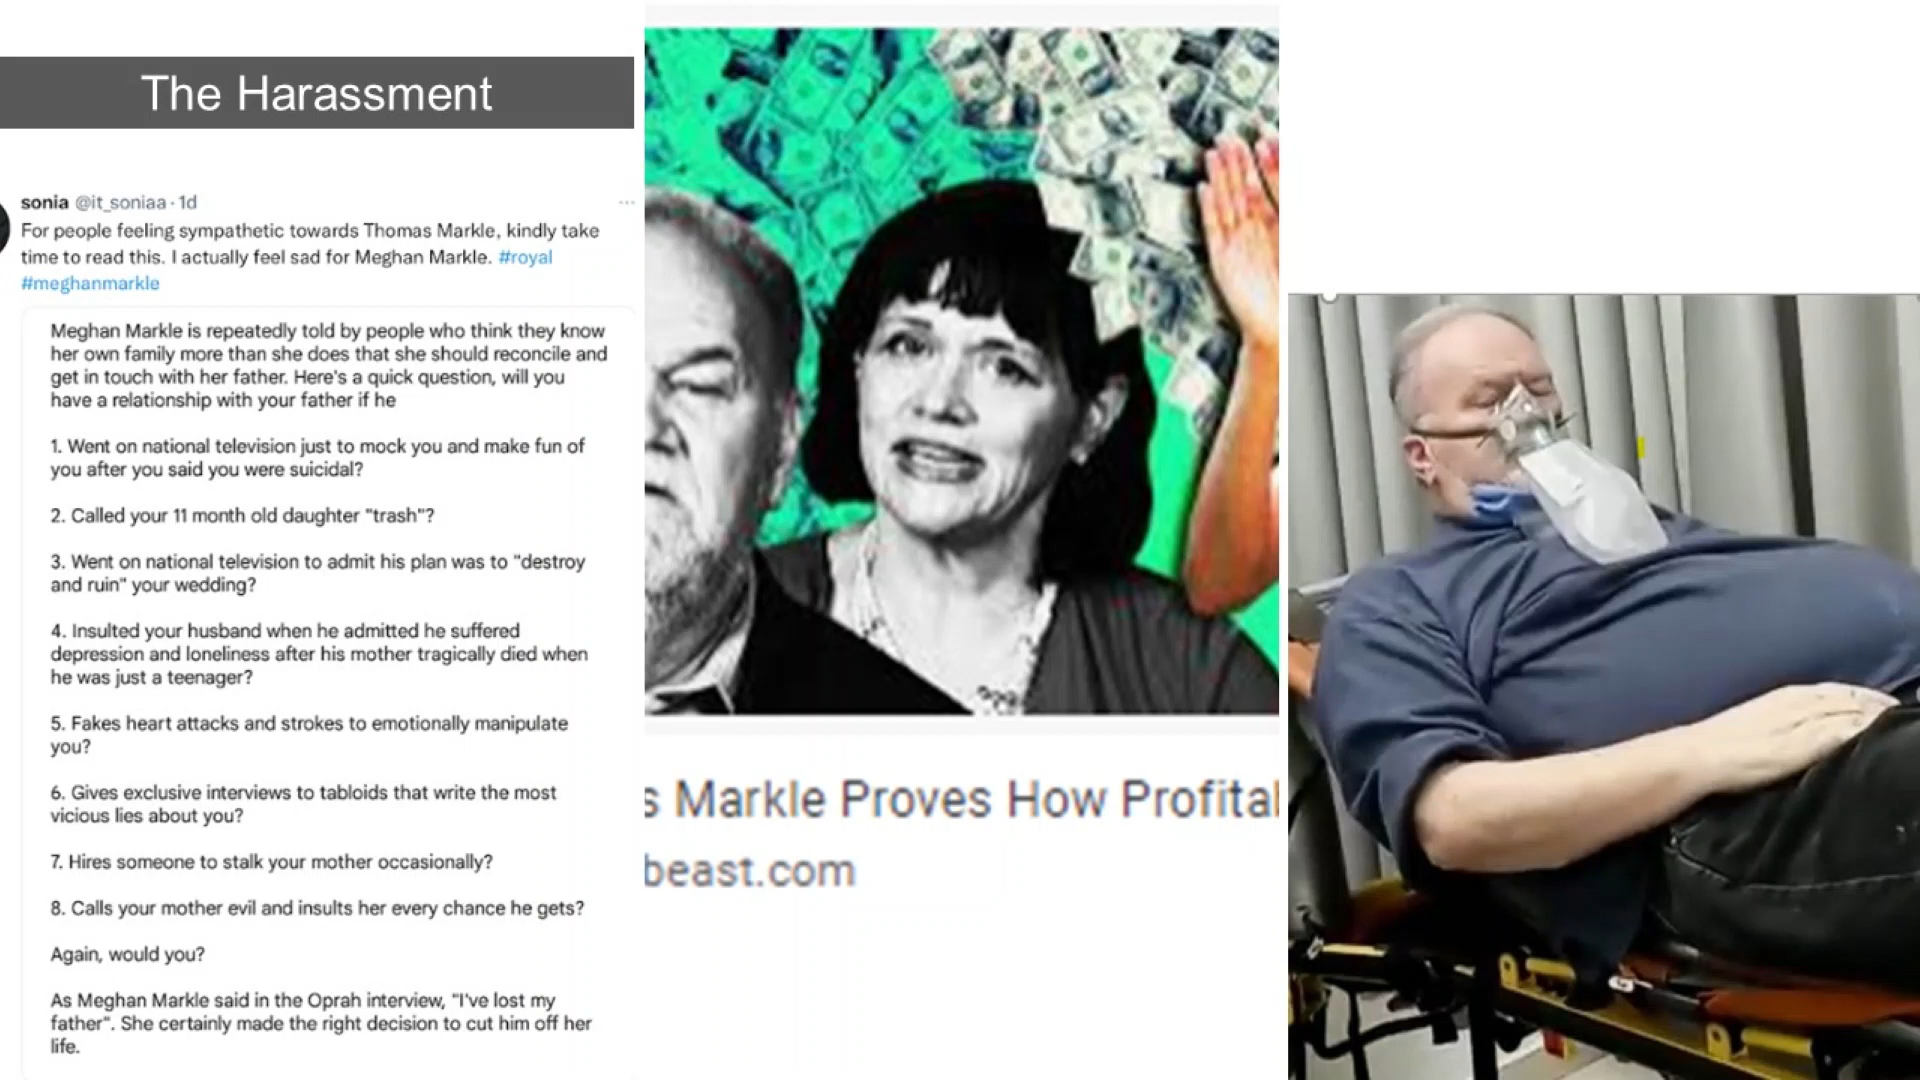 The Harassment
sonia @it_soniaa · 1d
For people feeling sympathetic towards Thomas Markle, kindly take
time to read this. I actually feel sad for Meghan Markle. #royal
#meghanmarkle
Meghan Markle is repeatedly told by people who think they know
her own family more than she does that she should reconcile and
get in touch with her father. Here's a quick question, will you
have a relationship with your father if he
1. Went on national television just to mock you and make fun of
you after you said you were suicidal?
2. Called your 11 month old daughter "trash"?
3. Went on national television to admit his plan was to "destroy
and ruin" your wedding?
4. Insulted your husband when he admitted he suffered
depression and loneliness after his mother tragically died when
he was just a teenager?
5. Fakes heart attacks and strokes to emotionally manipulate
you?
6. Gives exclusive interviews to tabloids that write the most
vicious lies about you?
7. Hires someone to stalk your mother occasionally?
8. Calls your mother evil and insults her every chance he gets?
Again, would you?
As Meghan Markle said in the Oprah interview, "I've lost my
father". She certainly made the right decision to cut him off her
life.
s Markle Proves How Profita
beast.com